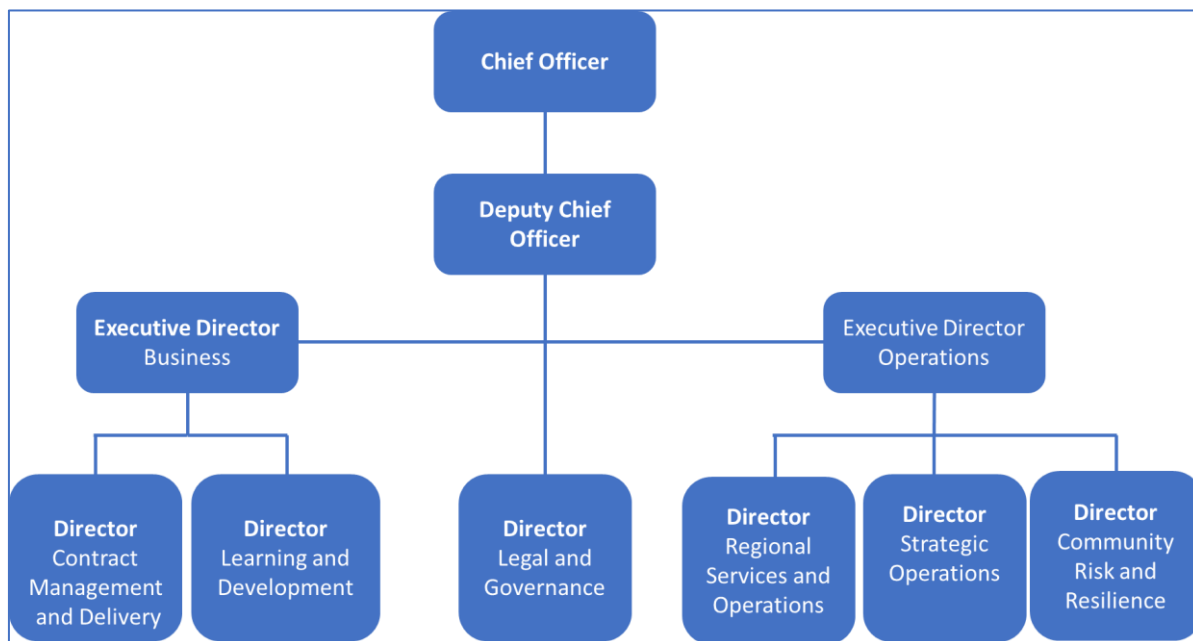 Chief Officer
Deputy Chief
Officer
Executive Director
Business
Executive Director
Operations
Director
Contract
Management
and Delivery
Director
Learning and
Development
Director
Legal and
Governance
Director
Regional
Services and
Operations
Director
Strategic
Operations
Director
Community
Risk and
Resilience